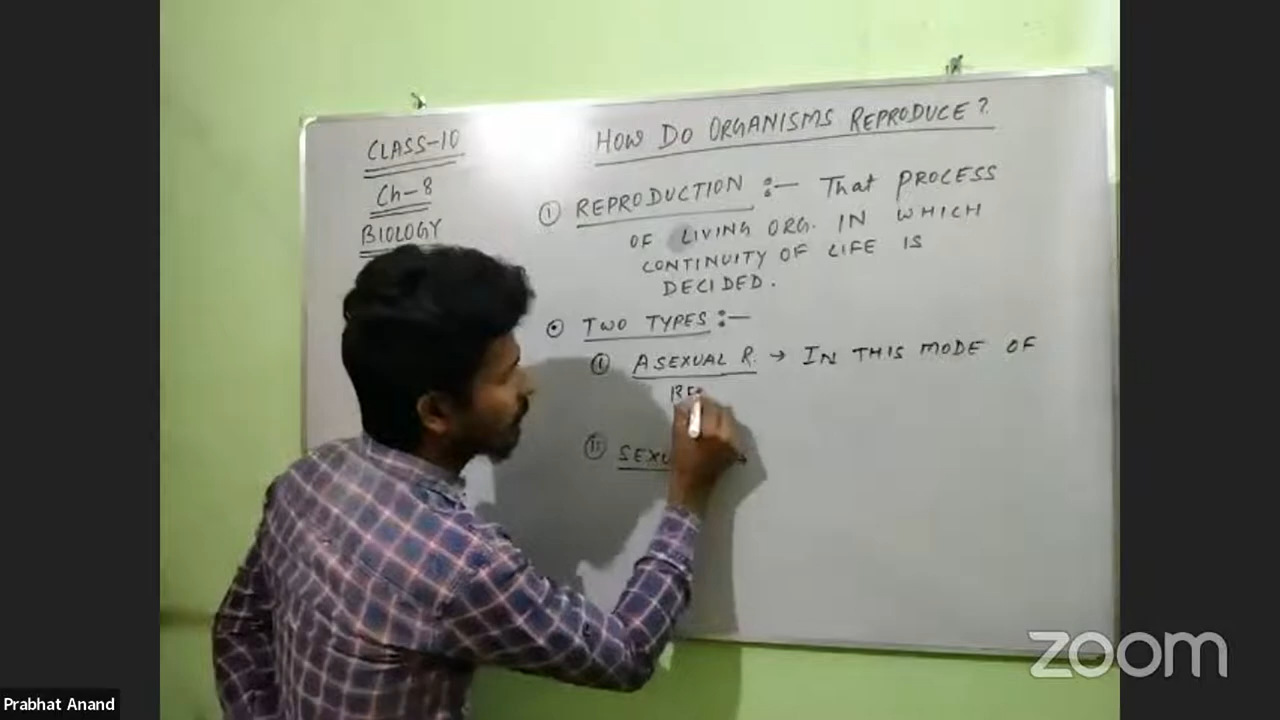 CLASS-10
Ch-8
BIOLOGY
HOW DO ORGANISMS REPRODUCE?
① REPRODUCTION :— That PROCESS
OF LIVING ORG. IN WHICH
CONTINUITY OF LIFE IS
DECIDED.
⊙ TWO TYPES :—
ⓘ ASEXUAL R. → IN THIS MODE OF
ii
zoom
Prabhat Anand